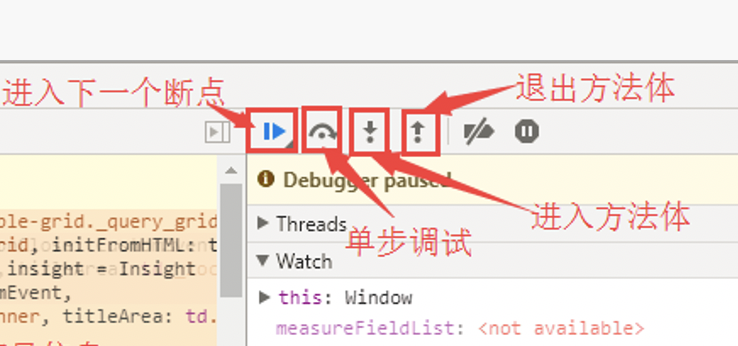 进入下一个断点
退出方法体
Debugger paused
进入方法体
单步调试
Threads
Watch
this: Window
measureFieldList: <not available>
ble-grid._query_grid
rid, initFromHTML: t
,insight = Insight
mEvent,
nner, titleArea: td.